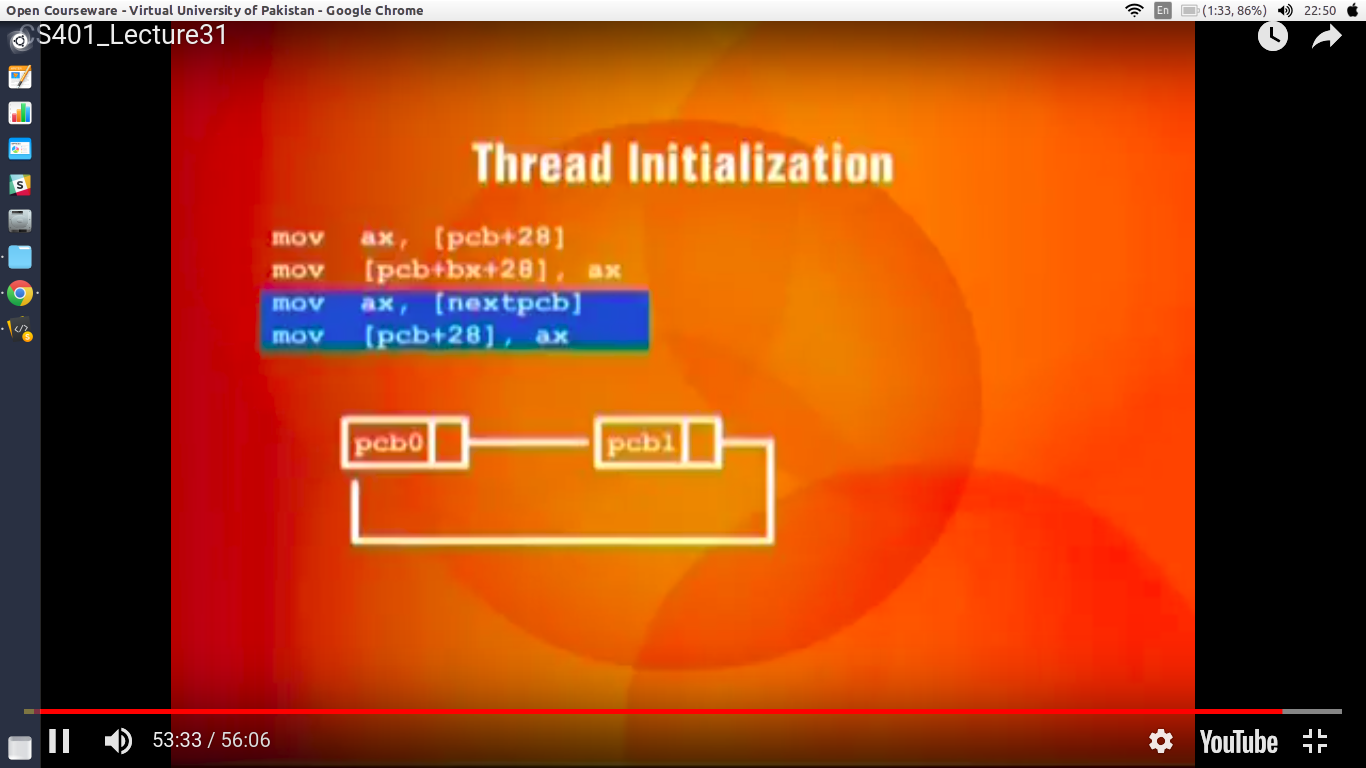 Open Courseware - Virtual University of Pakistan - Google Chrome
En
(1:33, 86%)
22:50
CS401_Lecture31
Thread Initialization
mov ax, [pcb+28]
mov [pcb+bx+28], ax
mov ax, [nextpcb]
mov [pcb+28], ax
pcb0
pcb1
53:33 / 56:06
YouTube